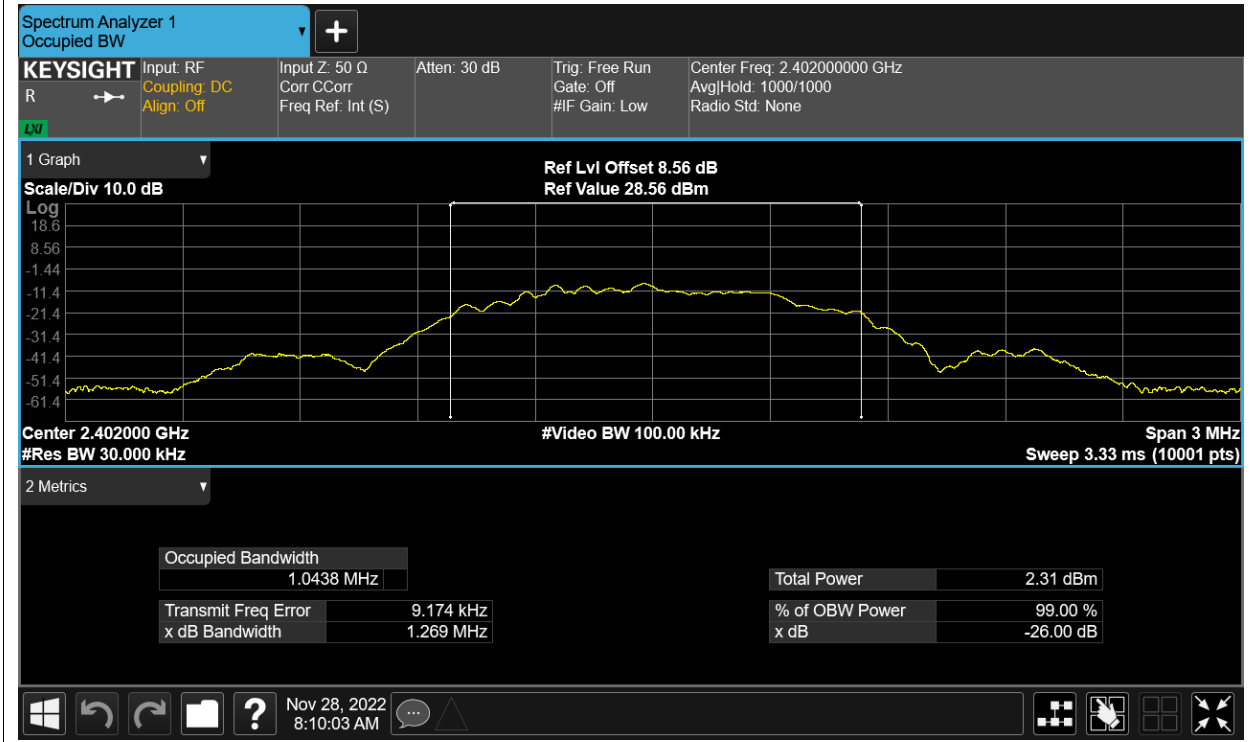 Spectrum Analyzer 1
Occupied BW
KEYSIGHT
R
LXI
Input: RF
Coupling: DC
Align: Off
Input Z: 50 Ω
Corr CCorr
Freq Ref: Int (S)
Atten: 30 dB
Trig: Free Run
Gate: Off
#IF Gain: Low
Center Freq: 2.402000000 GHz
Avg|Hold: 1000/1000
Radio Std: None
1 Graph
Scale/Div 10.0 dB
Ref Lvl Offset 8.56 dB
Ref Value 28.56 dBm
Log
18.6
8.56
-1.44
-11.4
-21.4
-31.4
-41.4
-51.4
-61.4
Center 2.402000 GHz
#Video BW 100.00 kHz
Span 3 MHz
#Res BW 30.000 kHz
Sweep 3.33 ms (10001 pts)
2 Metrics
Occupied Bandwidth
1.0438 MHz
Total Power 2.31 dBm
Transmit Freq Error 9.174 kHz
% of OBW Power 99.00 %
x dB Bandwidth 1.269 MHz
x dB -26.00 dB
?
Nov 28, 2022
8:10:03 AM